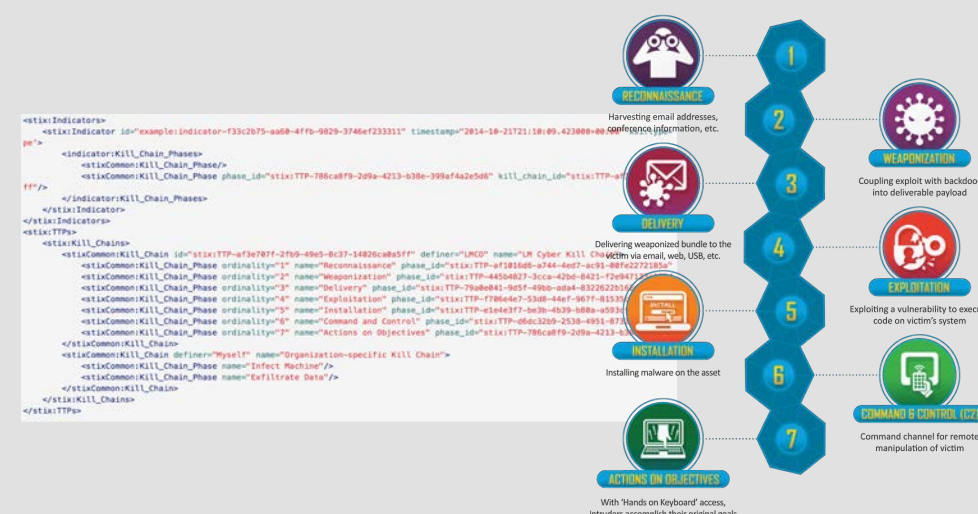 <stix:Indicators>
<stix:Indicator id="example:indicator-f33c2b75-aa60-4ffb-9829-3746ef233311" timestamp="2014-10-21T21:10:09.423000+00:00"
pe">
<indicator:Kill_Chain_Phases>
<stixCommon:Kill_Chain_Phase/>
<stixCommon:Kill_Chain_Phase phase_id="stix:TTP-786ca8f9-2d9a-4213-b38e-399af4a2e5d6" kill_chain_id="stix:TTP-af
ff"/>
</indicator:Kill_Chain_Phases>
</stix:Indicator>
</stix:Indicators>
<stix:TTPs>
<stix:Kill_Chains>
<stixCommon:Kill_Chain id="stix:TTP-af3e707f-2fb9-49e5-8c37-14026ca0a5ff" definer="LMCO" name="LM Cyber Kill Chain">
<stixCommon:Kill_Chain_Phase ordinality="1" name="Reconnaissance" phase_id="stix:TTP-af1016d6-a744-4ed7-ac91-00fe2272185a"
<stixCommon:Kill_Chain_Phase ordinality="2" name="Weaponization" phase_id="stix:TTP-445b4827-3cca-42bd-8421-f2e947
<stixCommon:Kill_Chain_Phase ordinality="3" name="Delivery" phase_id="stix:TTP-79a0e041-9d5f-49bb-ada4-8322622b
<stixCommon:Kill_Chain_Phase ordinality="4" name="Exploitation" phase_id="stix:TTP-f706e4e7-53d8-44ef-967f-81535
<stixCommon:Kill_Chain_Phase ordinality="5" name="Installation" phase_id="stix:TTP-e1e4e3f7-be3b-4b39-b80a-a593c
<stixCommon:Kill_Chain_Phase ordinality="6" name="Command and Control" phase_id="stix:TTP-d6dc32b9-2538-4951-873
<stixCommon:Kill_Chain_Phase ordinality="7" name="Actions on Objectives" phase_id="stix:TTP-786ca8f9-2d9a-4213-b3
</stixCommon:Kill_Chain>
<stixCommon:Kill_Chain definer="Myself" name="Organization-specific Kill Chain">
<stixCommon:Kill_Chain_Phase name="Infect Machine"/>
<stixCommon:Kill_Chain_Phase name="Exfiltrate Data"/>
</stixCommon:Kill_Chain>
</stix:Kill_Chains>
</stix:TTPs>
1
RECONNAISSANCE
Harvesting email addresses,
conference information, etc.
2
WEAPONIZATION
Coupling exploit with backdoo
into deliverable payload
3
DELIVERY
Delivering weaponized bundle to the
victim via email, web, USB, etc.
4
EXPLOITATION
Exploiting a vulnerability to execu
code on victim's system
5
INSTALL
INSTALLATION
Installing malware on the asset
6
COMMAND & CONTROL (C2)
Command channel for remote
manipulation of victim
7
ACTIONS ON OBJECTIVES
With 'Hands on Keyboard' access,
intruders accomplish their original goals